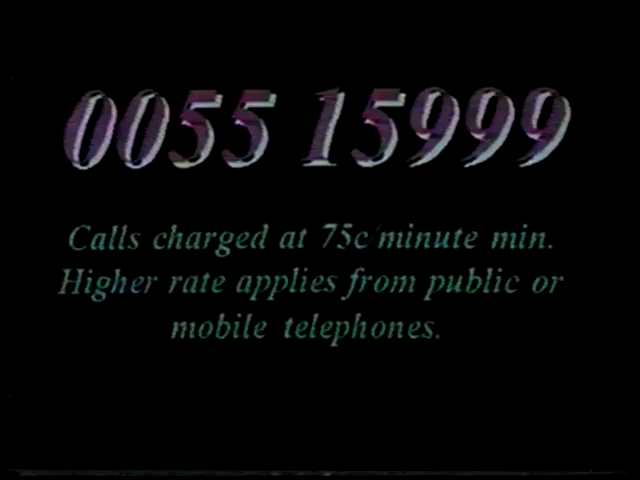 0055 15999
Calls charged at 75c/minute min.
Higher rate applies from public or
mobile telephones.